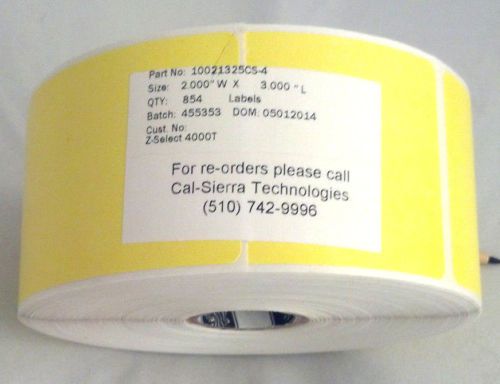 Part No: 10021325CS-4
Size: 2.000" W X 3.000 " L
QTY: 854 Labels
Batch: 455353 DOM: 05012014
Cust. No:
Z-Select 4000T
For re-orders please call
Cal-Sierra Technologies
(510) 742-9996